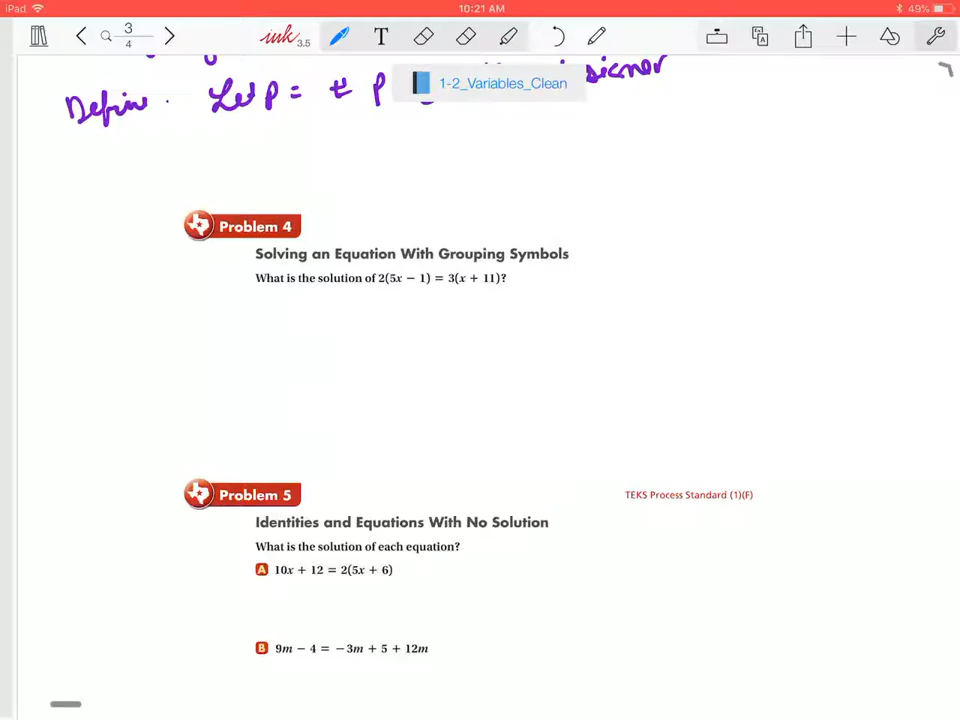 iPad 10:21 AM 49%
3
4
ink 3.5 T
1-2_Variables_Clean
Define . Let p = # p
Problem 4
Solving an Equation With Grouping Symbols
What is the solution of 2(5x − 1) = 3(x + 11)?
Problem 5 TEKS Process Standard (1)(F)
Identities and Equations With No Solution
What is the solution of each equation?
A 10x + 12 = 2(5x + 6)
B 9m − 4 = −3m + 5 + 12m